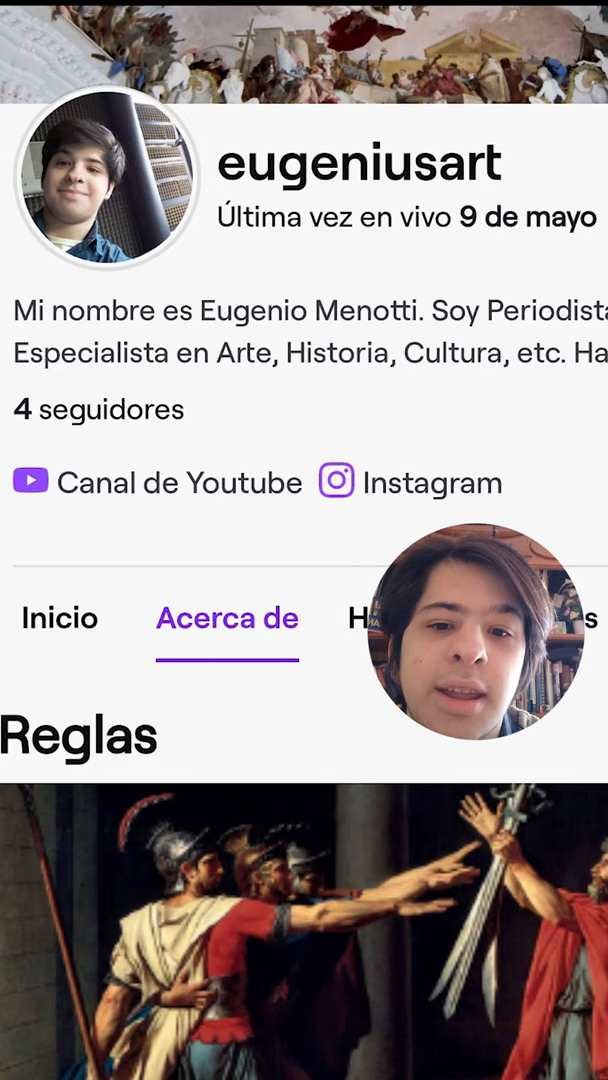 eugeniusart
Última vez en vivo 9 de mayo
Mi nombre es Eugenio Menotti. Soy Periodista
Especialista en Arte, Historia, Cultura, etc. Ha
4 seguidores
Canal de Youtube Instagram
Inicio Acerca de H s
Reglas